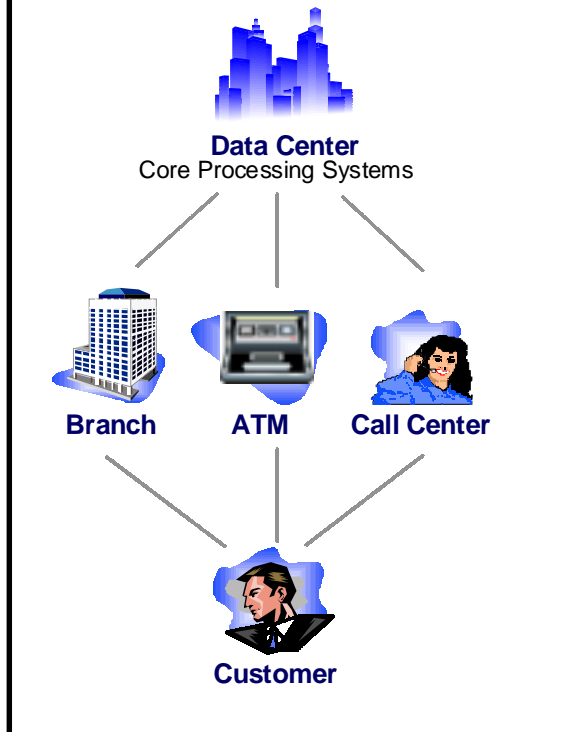 Data Center
Core Processing Systems
Branch
ATM
Call Center
Customer